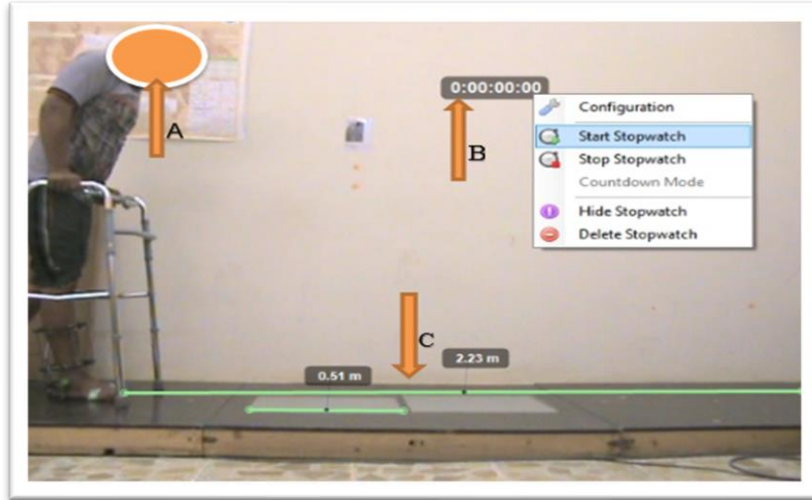 A
0:00:00:00
B
Configuration
Start Stopwatch
Stop Stopwatch
Countdown Mode
Hide Stopwatch
Delete Stopwatch
C
2.23 m
0.51 m